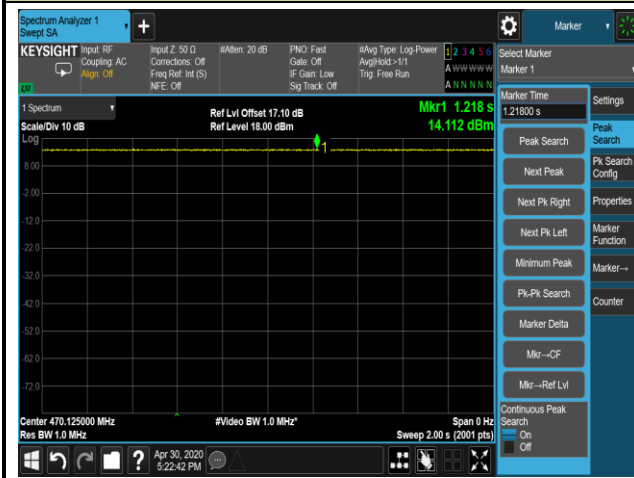 Spectrum Analyzer 1
Swept SA
+
Marker
KEYSIGHT
Input: RF
Coupling: AC
Align: Off
Input Z: 50 Ω
Corrections: Off
Freq Ref: Int (S)
NFE: Off
#Atten: 20 dB
PNO: Fast
Gate: Off
IF Gain: Low
Sig Track: Off
#Avg Type: Log-Power
Avg|Hold:>1/1
Trig: Free Run
1 2 3 4 5 6
A W W W W W
A N N N N N
LXI
Select Marker
Marker 1
1 Spectrum
Scale/Div 10 dB
Log
Ref Lvl Offset 17.10 dB
Ref Level 18.00 dBm
Mkr1 1.218 s
14.112 dBm
1
8.00
-2.00
-12.0
-22.0
-32.0
-42.0
-52.0
-62.0
-72.0
Center 470.125000 MHz
Res BW 1.0 MHz
#Video BW 1.0 MHz*
Span 0 Hz
Sweep 2.00 s (2001 pts)
Marker Time
1.21800 s
Peak Search
Next Peak
Next Pk Right
Next Pk Left
Minimum Peak
Pk-Pk Search
Marker Delta
Mkr→CF
Mkr→Ref Lvl
Continuous Peak
Search
On
Off
Settings
Peak
Search
Pk Search
Config
Properties
Marker
Function
Marker→
Counter
?
Apr 30, 2020
5:22:42 PM